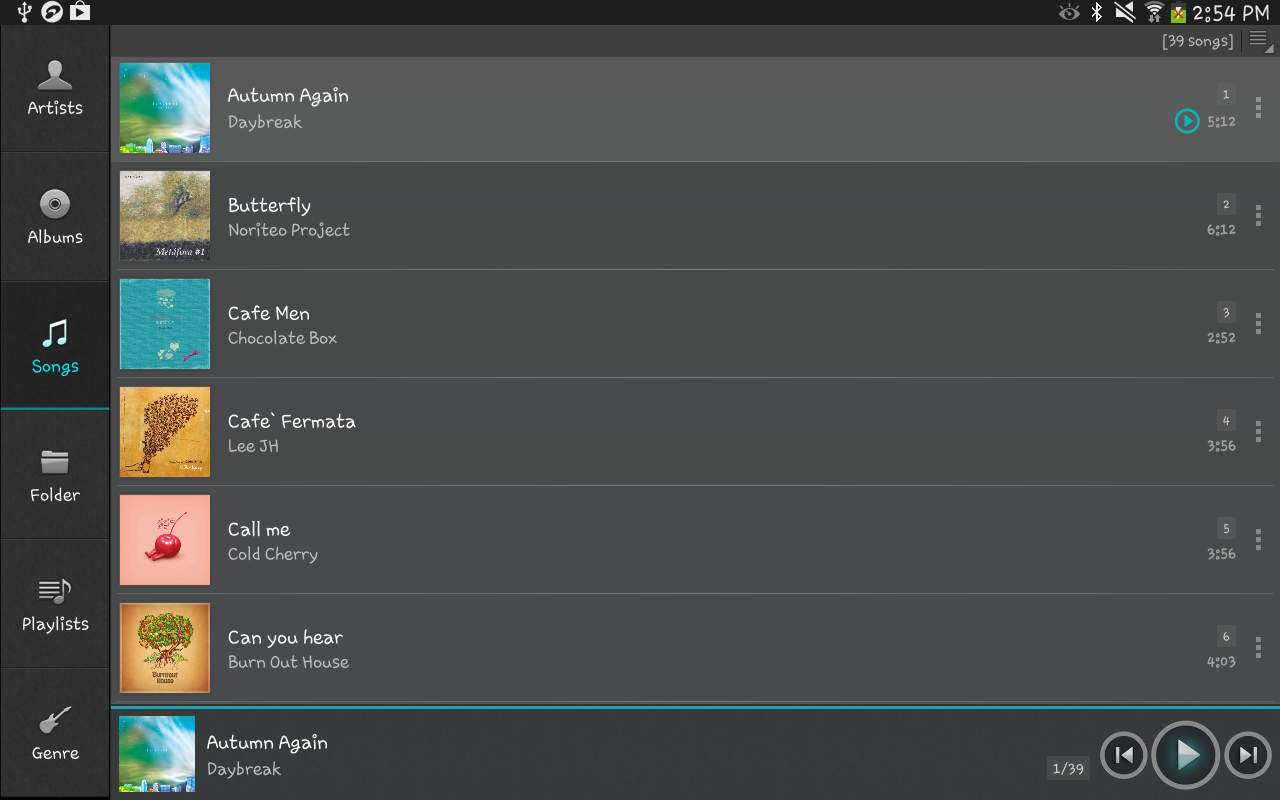 2:54 PM
[39 songs]
Artists
Albums
Songs
Folder
Playlists
Genre
Autumn Again
Daybreak
1
5:12
Butterfly
Noriteo Project
2
6:12
Metáfora #1
Cafe Men
Chocolate Box
3
2:52
Cafe` Fermata
Lee JH
4
3:56
Call me
Cold Cherry
5
3:56
Can you hear
Burn Out House
6
4:03
Burnout
House
Autumn Again
Daybreak
1/39